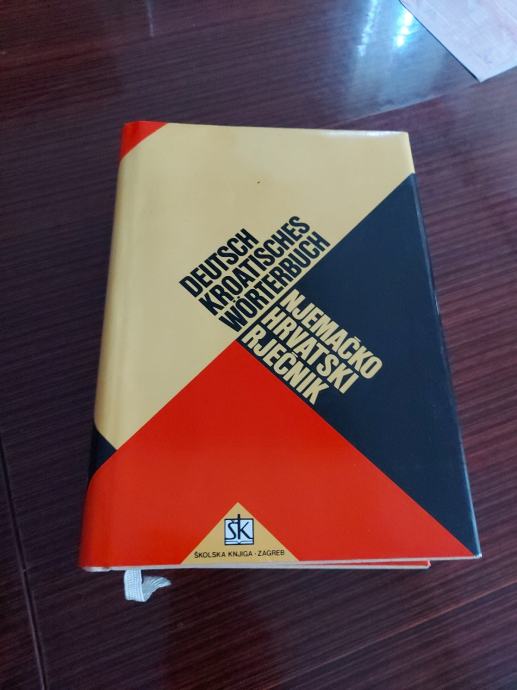 DEUTSCH
KROATISCHES
WÖRTERBUCH
NJEMAČKO
HRVATSKI
RJEČNIK
ŠK
ŠKOLSKA KNJIGA · ZAGREB